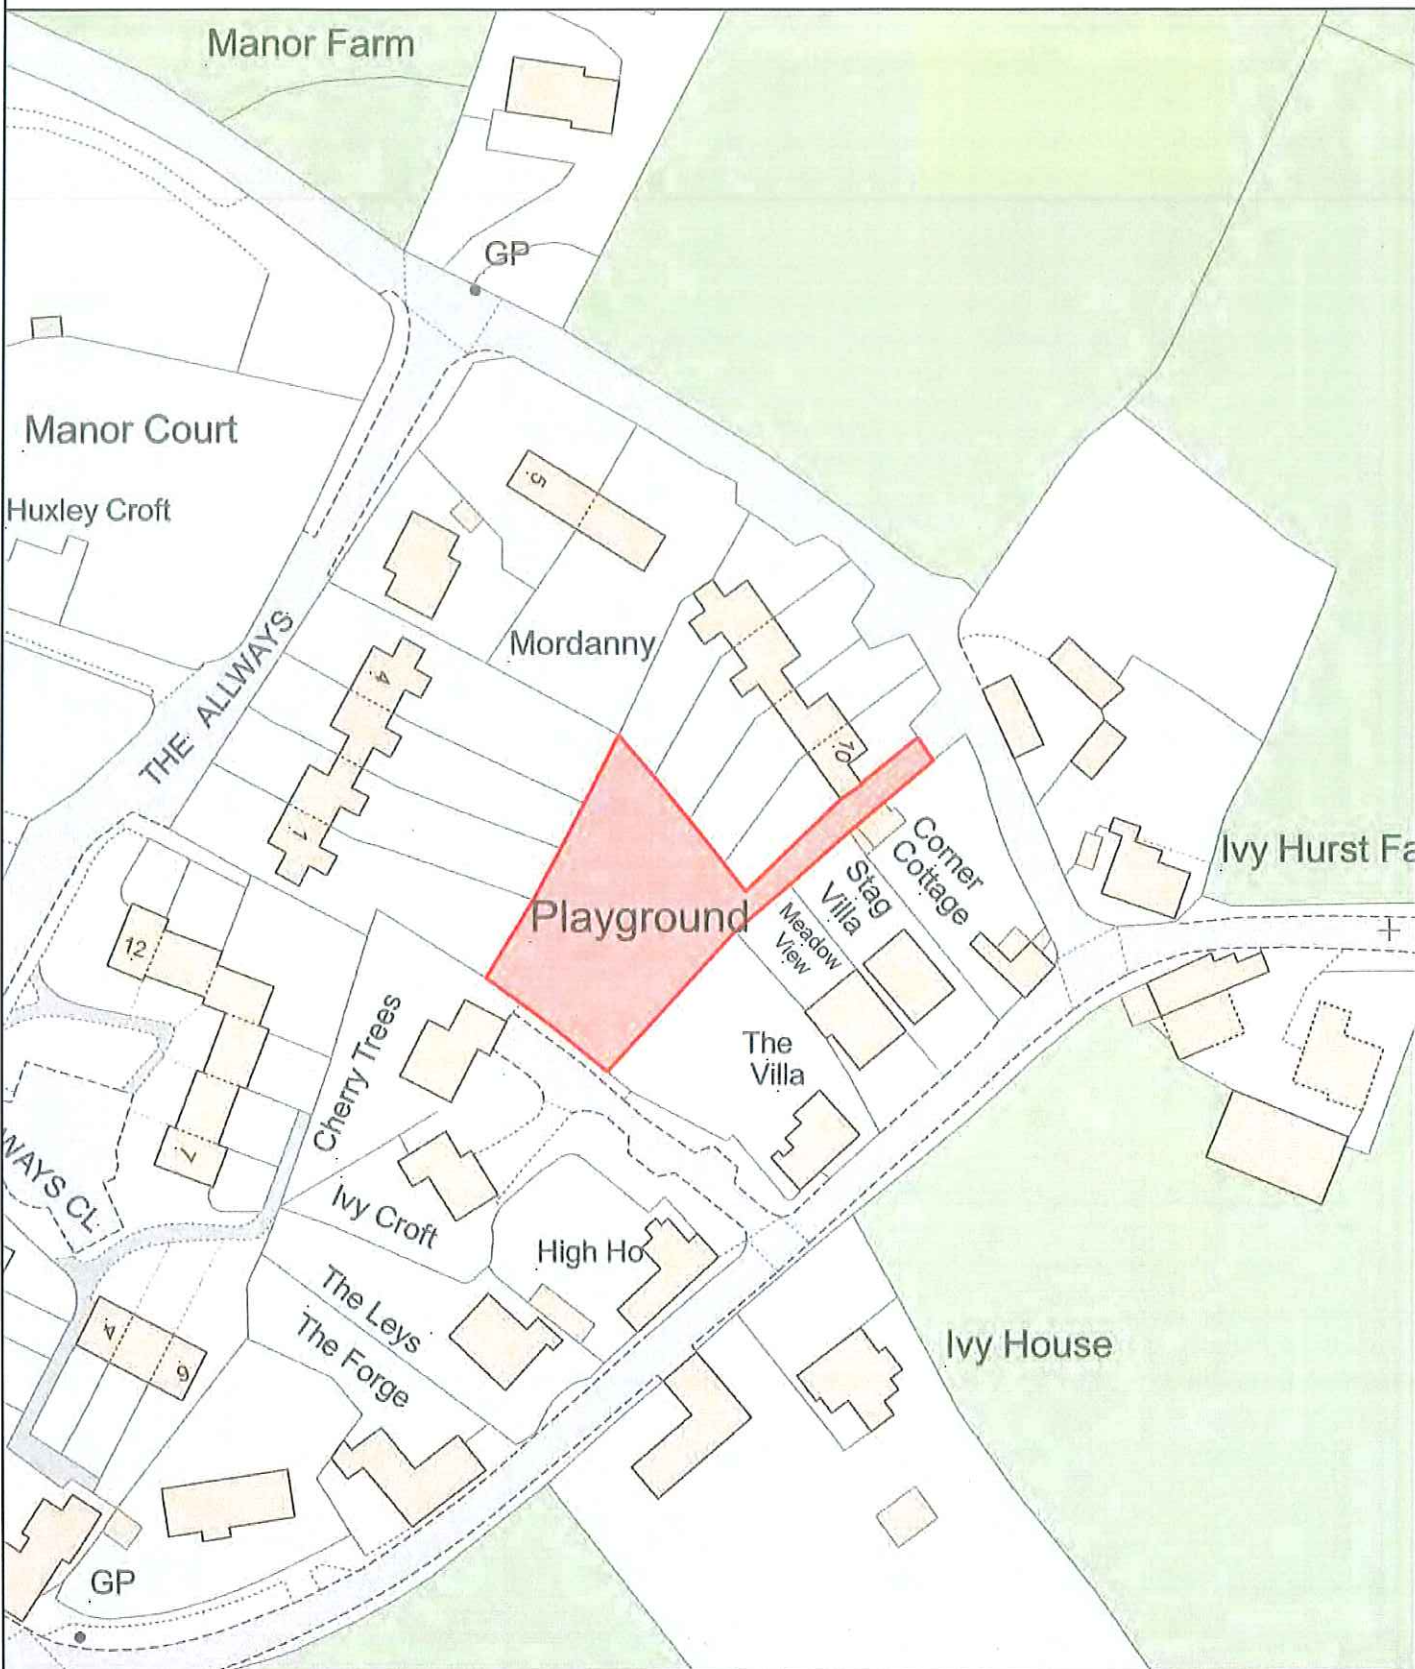 Manor Farm
GP
Manor Court
Huxley Croft
5
Mordanny
THE ALLWAYS
4
1
10
Playground
Corner
Cottage
Stag
Villa
Meadow
View
Ivy Hurst Fa
12
7
Cherry Trees
The
Villa
WAYS CL
Ivy Croft
High Ho
The Leys
The Forge
Ivy House
4
6
GP